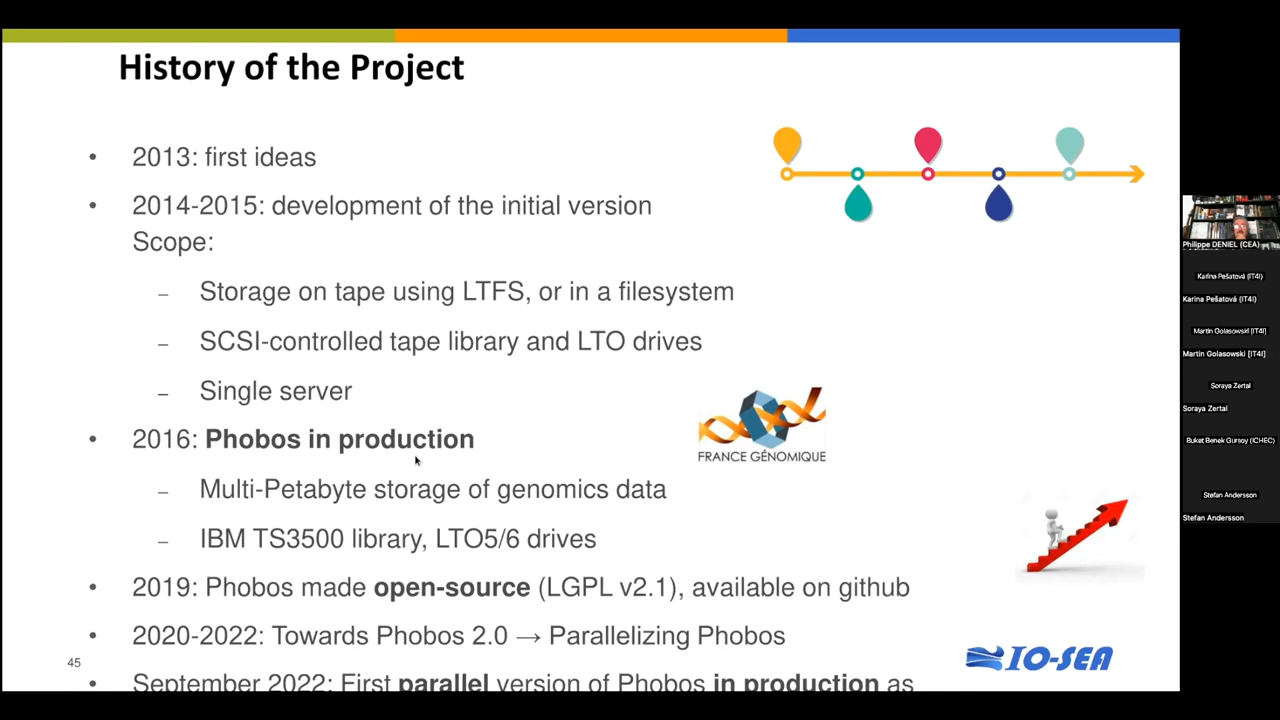 History of the Project
• 2013: first ideas
• 2014-2015: development of the initial version
Scope:
– Storage on tape using LTFS, or in a filesystem
– SCSI-controlled tape library and LTO drives
– Single server
• 2016: Phobos in production
– Multi-Petabyte storage of genomics data
– IBM TS3500 library, LTO5/6 drives
• 2019: Phobos made open-source (LGPL v2.1), available on github
• 2020-2022: Towards Phobos 2.0 → Parallelizing Phobos
• September 2022: First parallel version of Phobos in production as
FRANCE GÉNOMIQUE
45
IO-SEA
Philippe DENIEL (CEA)
Karina Pešatová (IT4I)
Karina Pešatová (IT4I)
Martin Golasowski [IT4I]
Martin Golasowski [IT4I]
Soraya Zertal
Soraya Zertal
Buket Benek Gursoy (ICHEC)
Stefan Andersson
Stefan Andersson